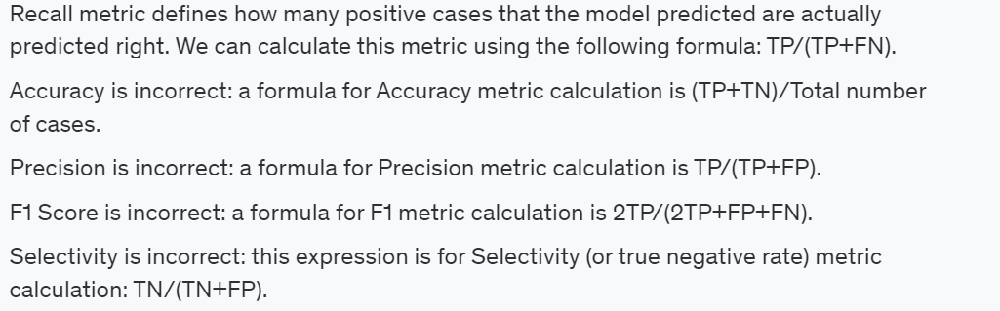 Recall metric defines how many positive cases that the model predicted are actually
predicted right. We can calculate this metric using the following formula: TP/(TP+FN).
Accuracy is incorrect: a formula for Accuracy metric calculation is (TP+TN)/Total number
of cases.
Precision is incorrect: a formula for Precision metric calculation is TP/(TP+FP).
F1 Score is incorrect: a formula for F1 metric calculation is 2TP/(2TP+FP+FN).
Selectivity is incorrect: this expression is for Selectivity (or true negative rate) metric
calculation: TN/(TN+FP).